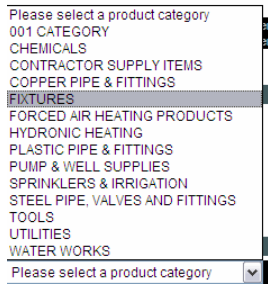 Please select a product category
001 CATEGORY
CHEMICALS
CONTRACTOR SUPPLY ITEMS
COPPER PIPE & FITTINGS
FIXTURES
FORCED AIR HEATING PRODUCTS
HYDRONIC HEATING
PLASTIC PIPE & FITTINGS
PUMP & WELL SUPPLIES
SPRINKLERS & IRRIGATION
STEEL PIPE, VALVES AND FITTINGS
TOOLS
UTILITIES
WATER WORKS
Please select a product category